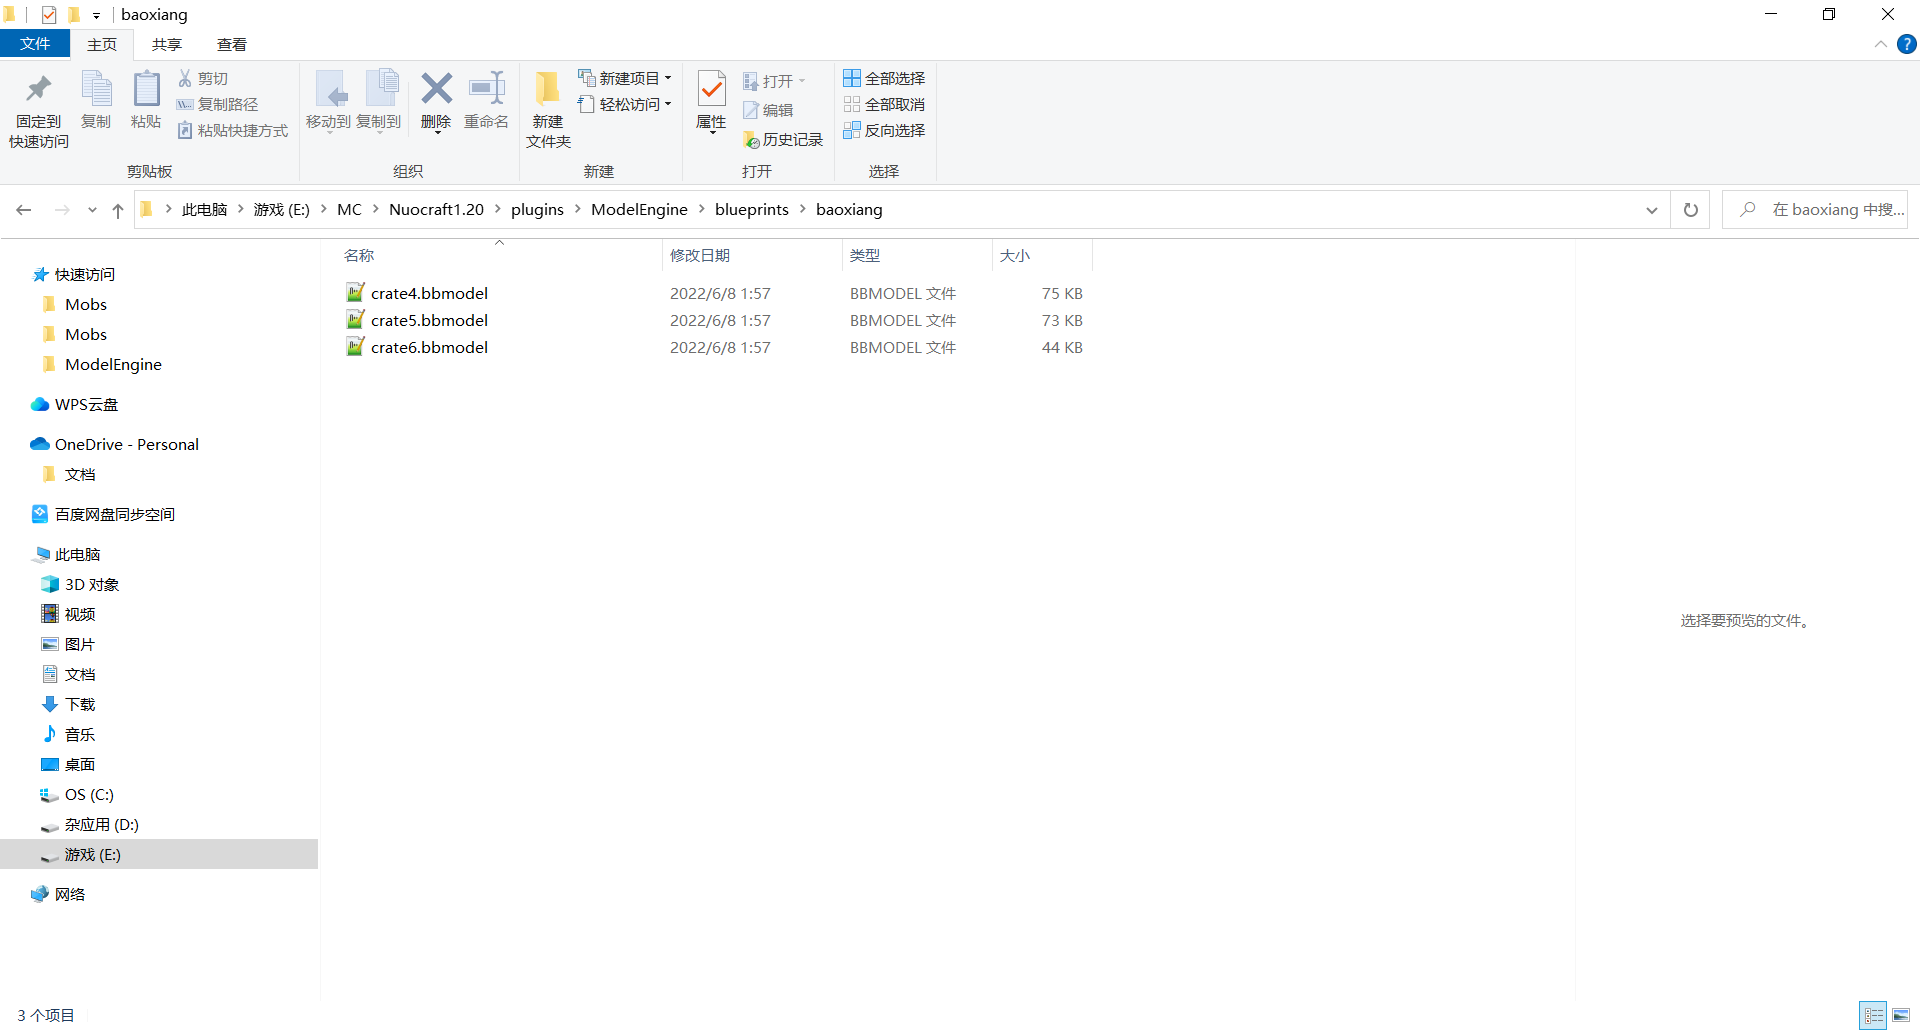 baoxiang
文件 主页 共享 查看
固定到
快速访问
复制
粘贴
剪切
复制路径
粘贴快捷方式
剪贴板
移动到
复制到
删除
重命名
组织
新建
文件夹
新建项目
轻松访问
新建
属性
打开
编辑
历史记录
打开
全部选择
全部取消
反向选择
选择
此电脑 游戏 (E:) MC Nuocraft1.20 plugins ModelEngine blueprints baoxiang
在 baoxiang 中搜...
快速访问
Mobs
Mobs
ModelEngine
WPS云盘
OneDrive - Personal
文档
百度网盘同步空间
此电脑
3D 对象
视频
图片
文档
下载
音乐
桌面
OS (C:)
杂应用 (D:)
游戏 (E:)
网络
名称 修改日期 类型 大小
crate4.bbmodel 2022/6/8 1:57 BBMODEL 文件 75 KB
crate5.bbmodel 2022/6/8 1:57 BBMODEL 文件 73 KB
crate6.bbmodel 2022/6/8 1:57 BBMODEL 文件 44 KB
选择要预览的文件。
3 个项目